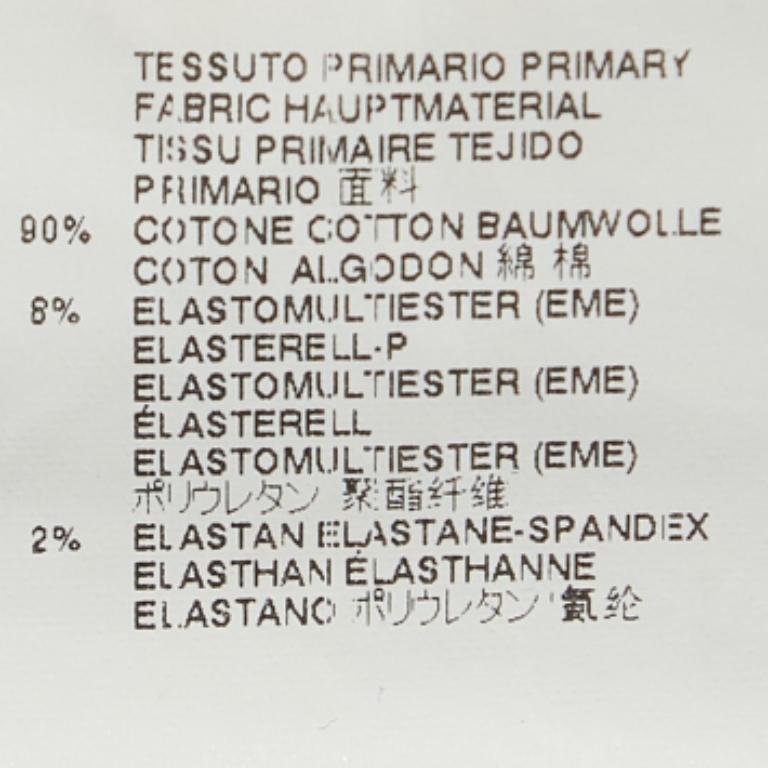 TESSUTO PRIMARIO PRIMARY
FABRIC HAUPTMATERIAL
TISSU PRIMAIRE TEJIDO
PRIMARIO 面料
90% COTONE COTTON BAUMWOLLE
COTON ALGODON 綿 棉
8% ELASTOMULTIESTER (EME)
ELASTERELL-P
ELASTOMULTIESTER (EME)
ÉLASTERELL
ELASTOMULTIESTER (EME)
ポリウレタン 聚酯纤维
2% ELASTAN ELASTANE-SPANDEX
ELASTHAN ÉLASTHANNE
ELASTANO ポリウレタン 氨纶